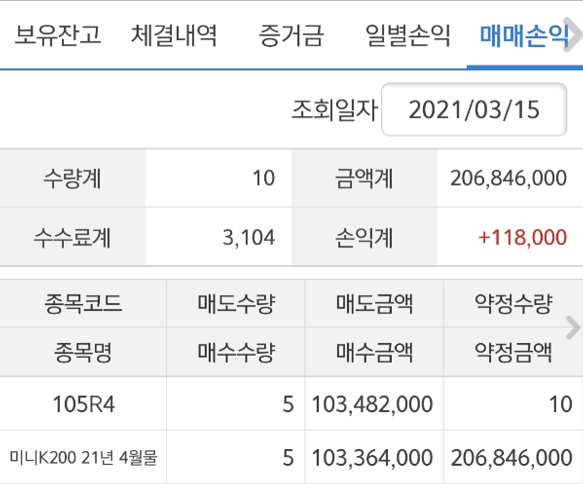 보유잔고 체결내역 증거금 일별손익 매매손익
조회일자 2021/03/15
수량계 10 금액계 206,846,000
수수료계 3,104 손익계 +118,000
종목코드 매도수량 매도금액 약정수량
종목명 매수수량 매수금액 약정금액
105R4 5 103,482,000 10
미니K200 21년 4월물 5 103,364,000 206,846,000